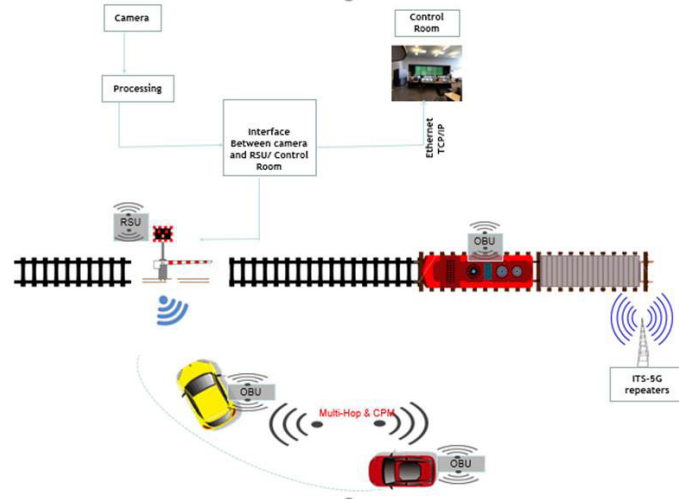 Camera
Control
Room
Processing
Interface
Between camera
and RSU/ Control
Room
Ethernet
TCP/IP
RSU
OBU
OBU
Multi-Hop & CPM
OBU
ITS-5G
repeaters